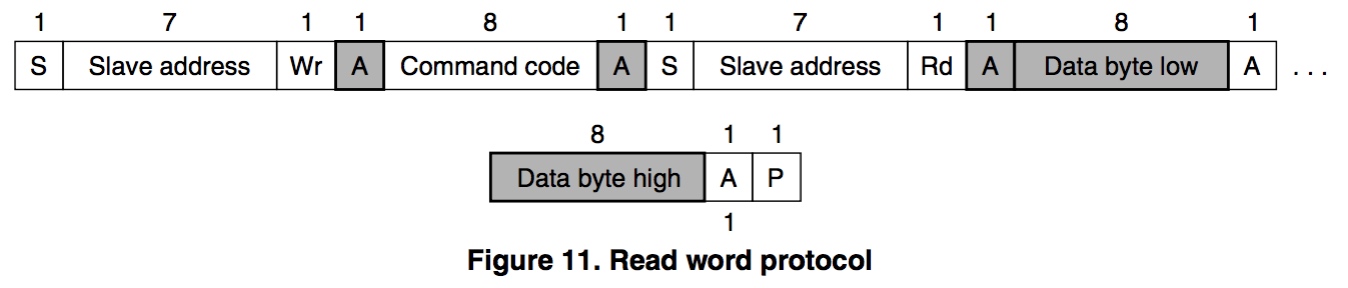 1 7 1 1 8 1 1 7 1 1 8 1
S Slave address Wr A Command code A S Slave address Rd A Data byte low A ...
8 1 1
Data byte high A P
1
Figure 11. Read word protocol